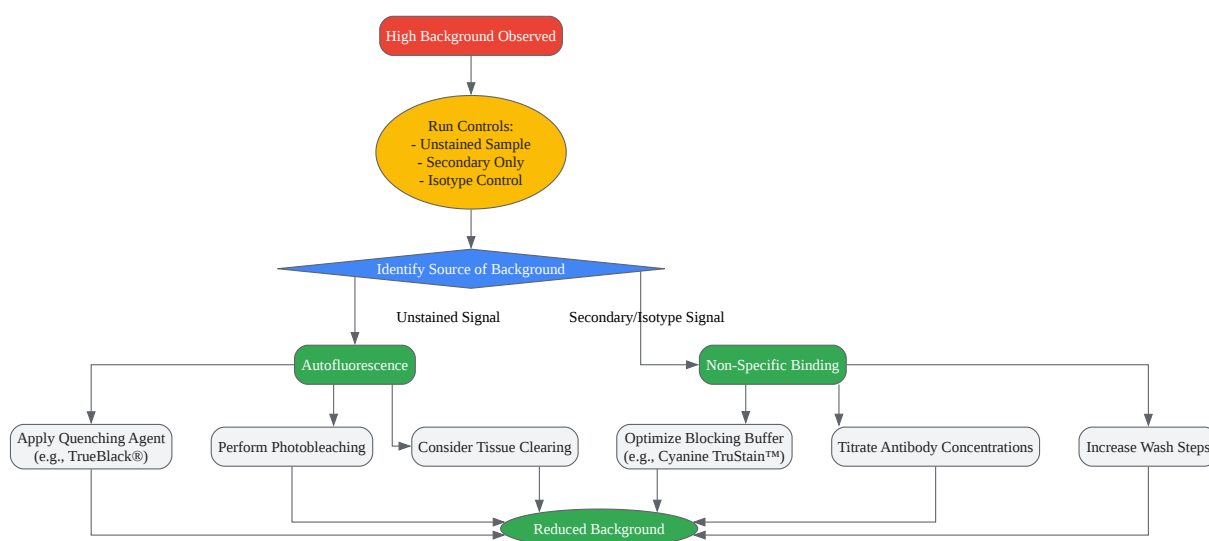 High Background Observed
Run Controls:
- Unstained Sample
- Secondary Only
- Isotype Control
Identify Source of Background
Unstained Signal
Secondary/Isotype Signal
Autofluorescence
Non-Specific Binding
Apply Quenching Agent
(e.g., TrueBlack®)
Perform Photobleaching
Consider Tissue Clearing
Optimize Blocking Buffer
(e.g., Cyanine TruStain™)
Titrate Antibody Concentrations
Increase Wash Steps
Reduced Background